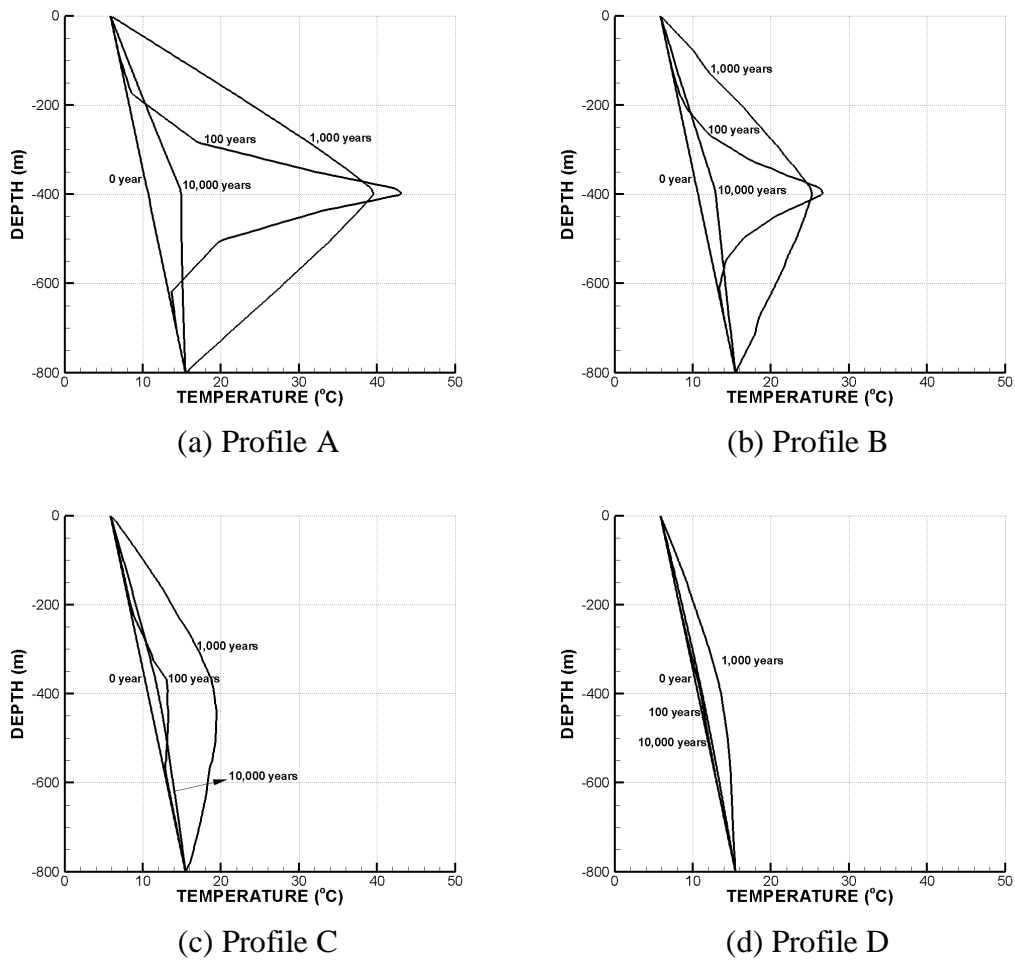 0
-200
-400
-600
-800
DEPTH (m)
0 year
100 years
1,000 years
10,000 years
0 10 20 30 40 50
TEMPERATURE (°C)
(a) Profile A
0
-200
-400
-600
-800
DEPTH (m)
0 year
100 years
1,000 years
10,000 years
0 10 20 30 40 50
TEMPERATURE (°C)
(b) Profile B
0
-200
-400
-600
-800
DEPTH (m)
1,000 years
0 year
100 years
10,000 years
0 10 20 30 40 50
TEMPERATURE (°C)
(c) Profile C
0
-200
-400
-600
-800
DEPTH (m)
1,000 years
0 year
100 years
10,000 years
0 10 20 30 40 50
TEMPERATURE (°C)
(d) Profile D